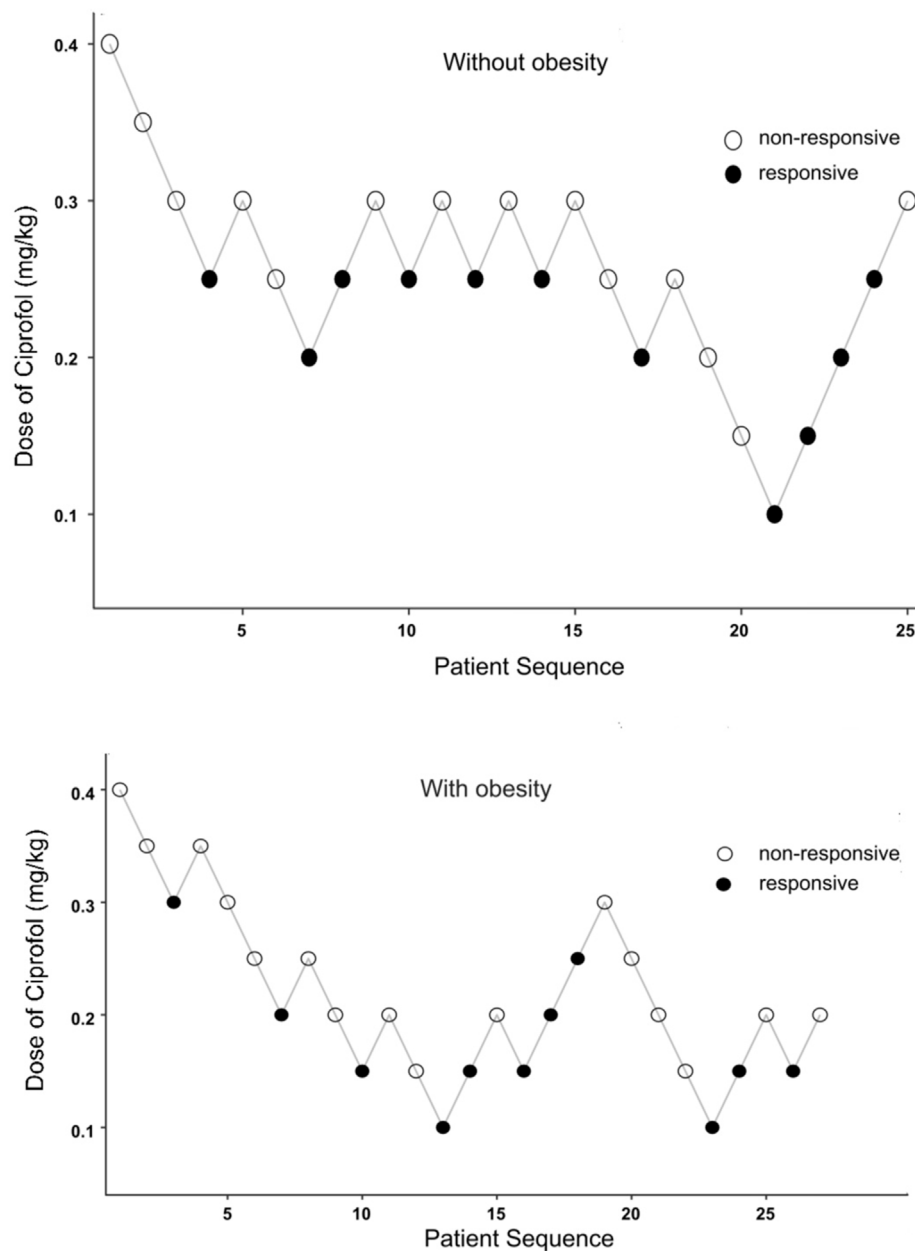 Without obesity
non-responsive
responsive
Dose of Ciprofol (mg/kg)
0.4
0.3
0.2
0.1
5
10
15
20
25
Patient Sequence
With obesity
non-responsive
responsive
Dose of Ciprofol (mg/kg)
0.4
0.3
0.2
0.1
5
10
15
20
25
Patient Sequence